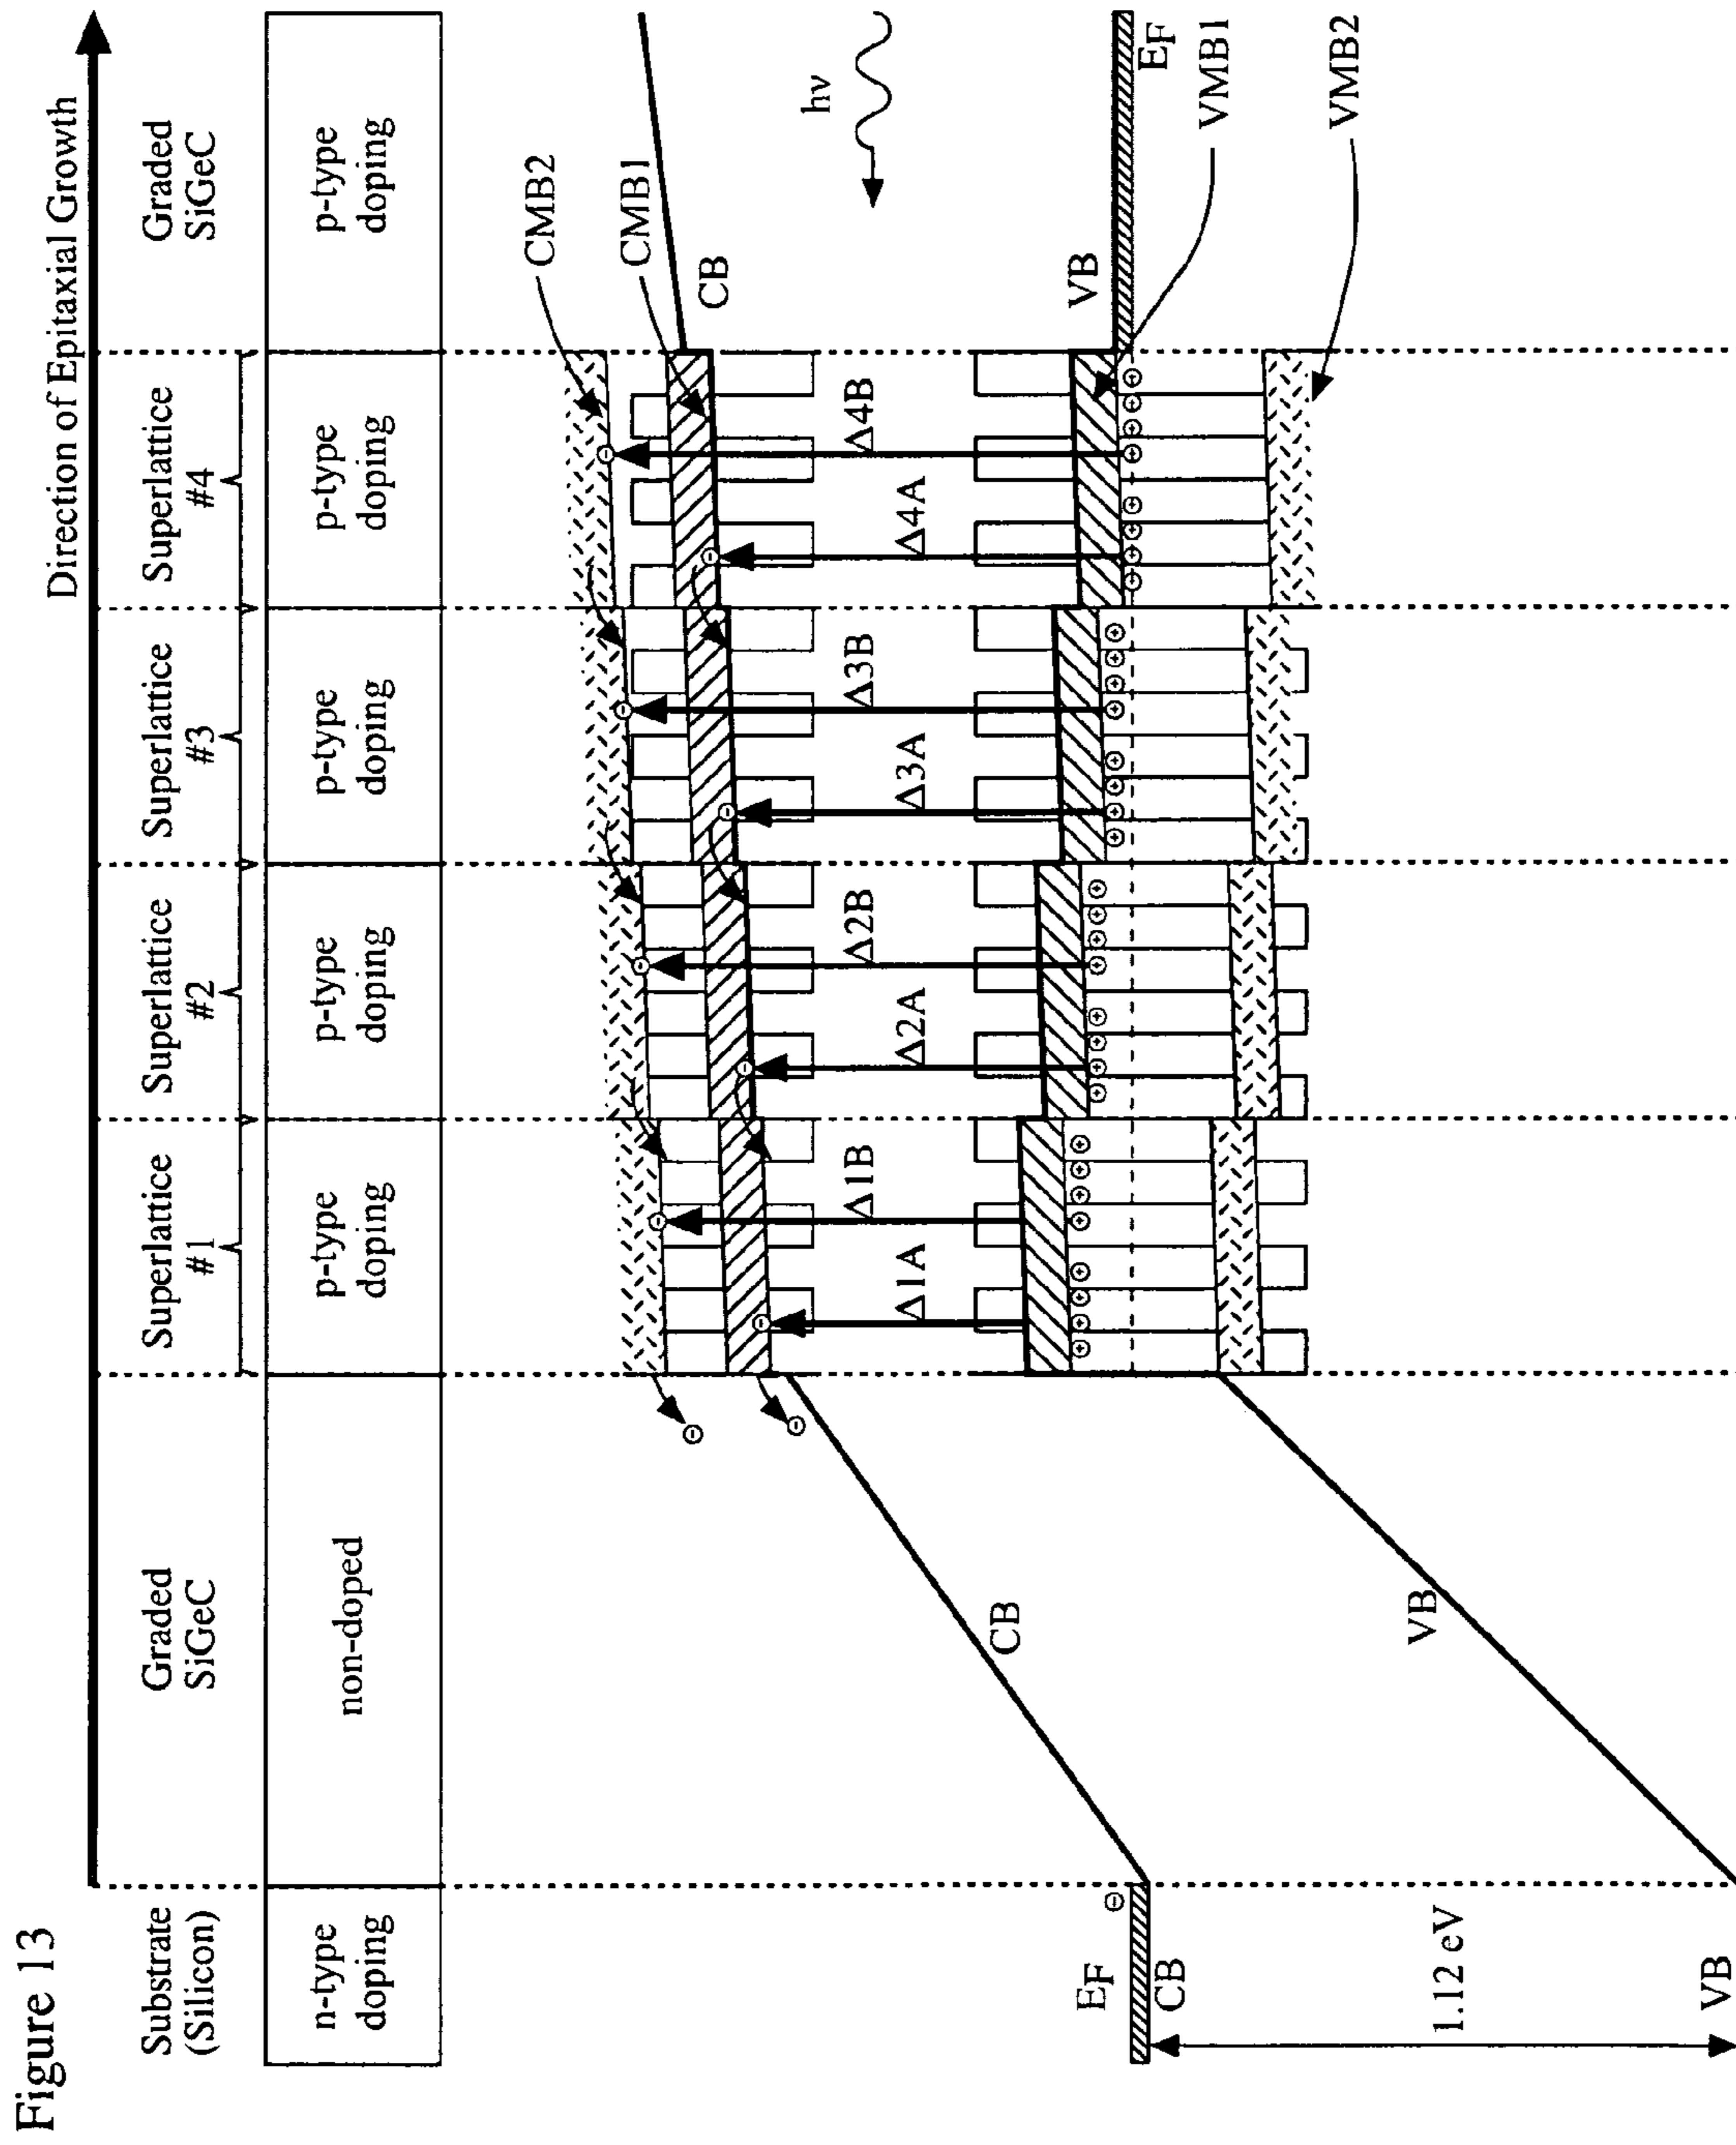 Figure 13
Direction of Epitaxial Growth
Substrate
(Silicon)
Graded
SiGeC
Superlattice
#1
Superlattice
#2
Superlattice
#3
Superlattice
#4
Graded
SiGeC
n-type
doping
non-doped
p-type
doping
p-type
doping
p-type
doping
p-type
doping
p-type
doping
CMB2
CMB1
CB
hν
Δ1A
Δ1B
Δ2A
Δ2B
Δ3A
Δ3B
Δ4A
Δ4B
VB
EF
VMB1
VMB2
CB
VB
EF
CB
1.12 eV
VB